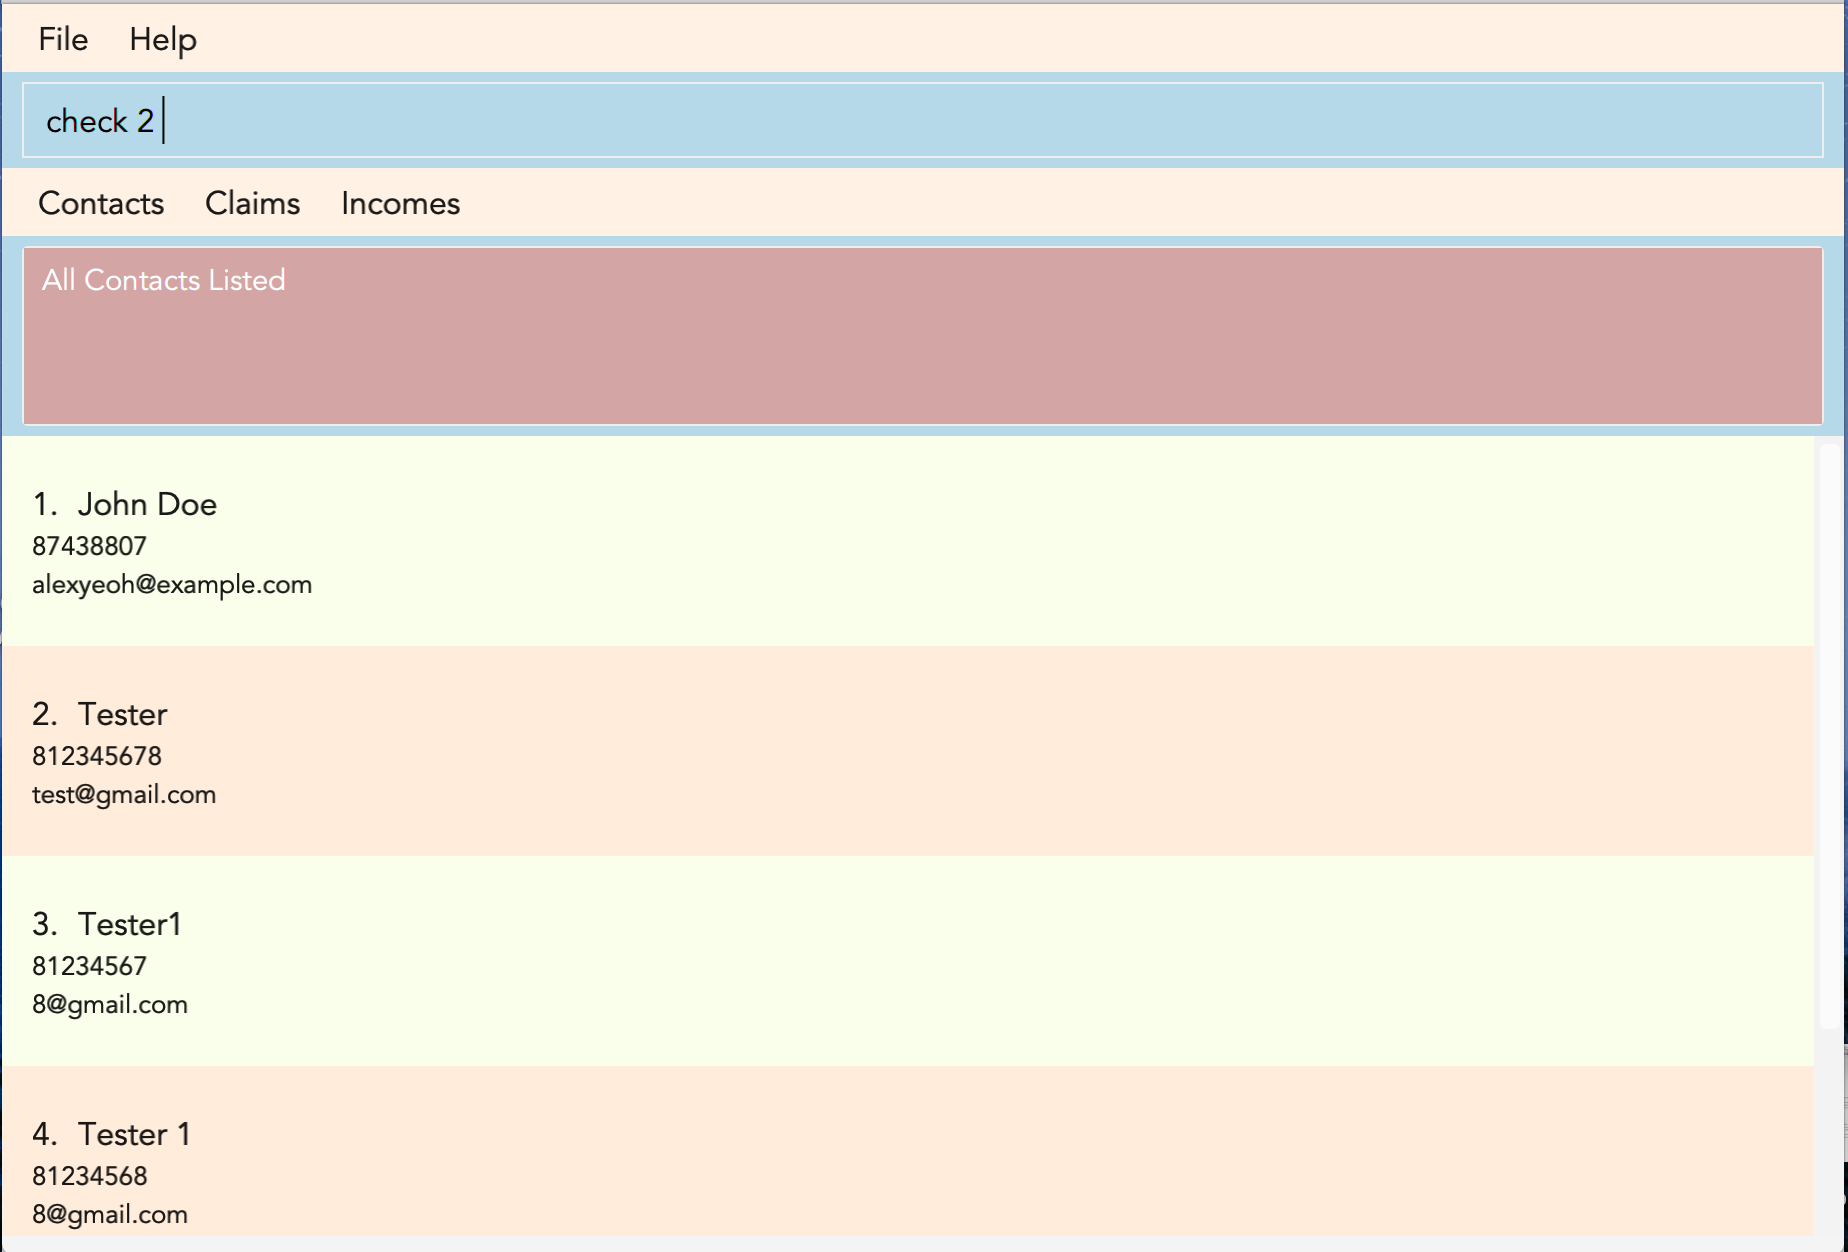 File Help
check 2
Contacts Claims Incomes
All Contacts Listed
1. John Doe
87438807
alexyeoh@example.com
2. Tester
812345678
test@gmail.com
3. Tester1
81234567
8@gmail.com
4. Tester 1
81234568
8@gmail.com